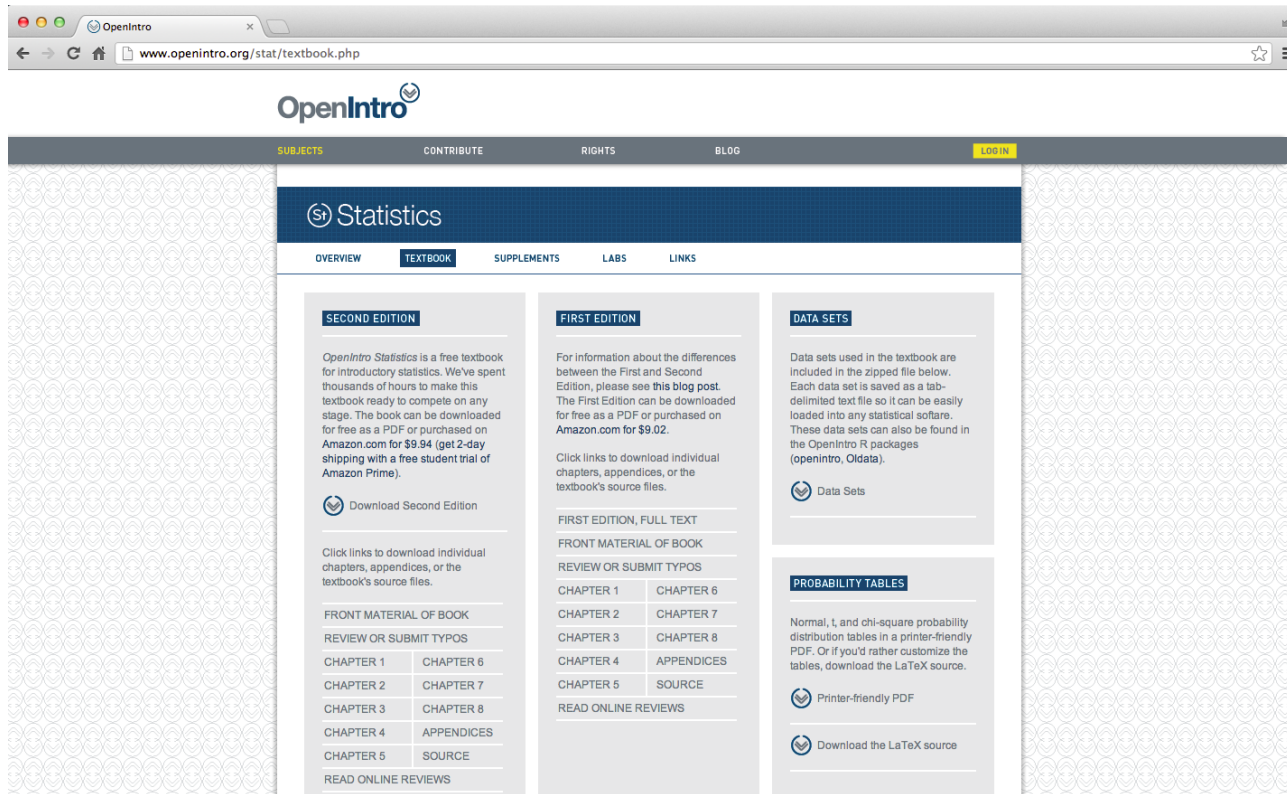 OpenIntro
www.openintro.org/stat/textbook.php
OpenIntro
SUBJECTS CONTRIBUTE RIGHTS BLOG LOGIN
St Statistics
OVERVIEW TEXTBOOK SUPPLEMENTS LABS LINKS
SECOND EDITION
OpenIntro Statistics is a free textbook
for introductory statistics. We've spent
thousands of hours to make this
textbook ready to compete on any
stage. The book can be downloaded
for free as a PDF or purchased on
Amazon.com for $9.94 (get 2-day
shipping with a free student trial of
Amazon Prime).
Download Second Edition
Click links to download individual
chapters, appendices, or the
textbook's source files.
FRONT MATERIAL OF BOOK
REVIEW OR SUBMIT TYPOS
CHAPTER 1 CHAPTER 6
CHAPTER 2 CHAPTER 7
CHAPTER 3 CHAPTER 8
CHAPTER 4 APPENDICES
CHAPTER 5 SOURCE
READ ONLINE REVIEWS
FIRST EDITION
For information about the differences
between the First and Second
Edition, please see this blog post.
The First Edition can be downloaded
for free as a PDF or purchased on
Amazon.com for $9.02.
Click links to download individual
chapters, appendices, or the
textbook's source files.
FIRST EDITION, FULL TEXT
FRONT MATERIAL OF BOOK
REVIEW OR SUBMIT TYPOS
CHAPTER 1 CHAPTER 6
CHAPTER 2 CHAPTER 7
CHAPTER 3 CHAPTER 8
CHAPTER 4 APPENDICES
CHAPTER 5 SOURCE
READ ONLINE REVIEWS
DATA SETS
Data sets used in the textbook are
included in the zipped file below.
Each data set is saved as a tab-
delimited text file so it can be easily
loaded into any statistical softare.
These data sets can also be found in
the OpenIntro R packages
(openintro, OIdata).
Data Sets
PROBABILITY TABLES
Normal, t, and chi-square probability
distribution tables in a printer-friendly
PDF. Or if you'd rather customize the
tables, download the LaTeX source.
Printer-friendly PDF
Download the LaTeX source